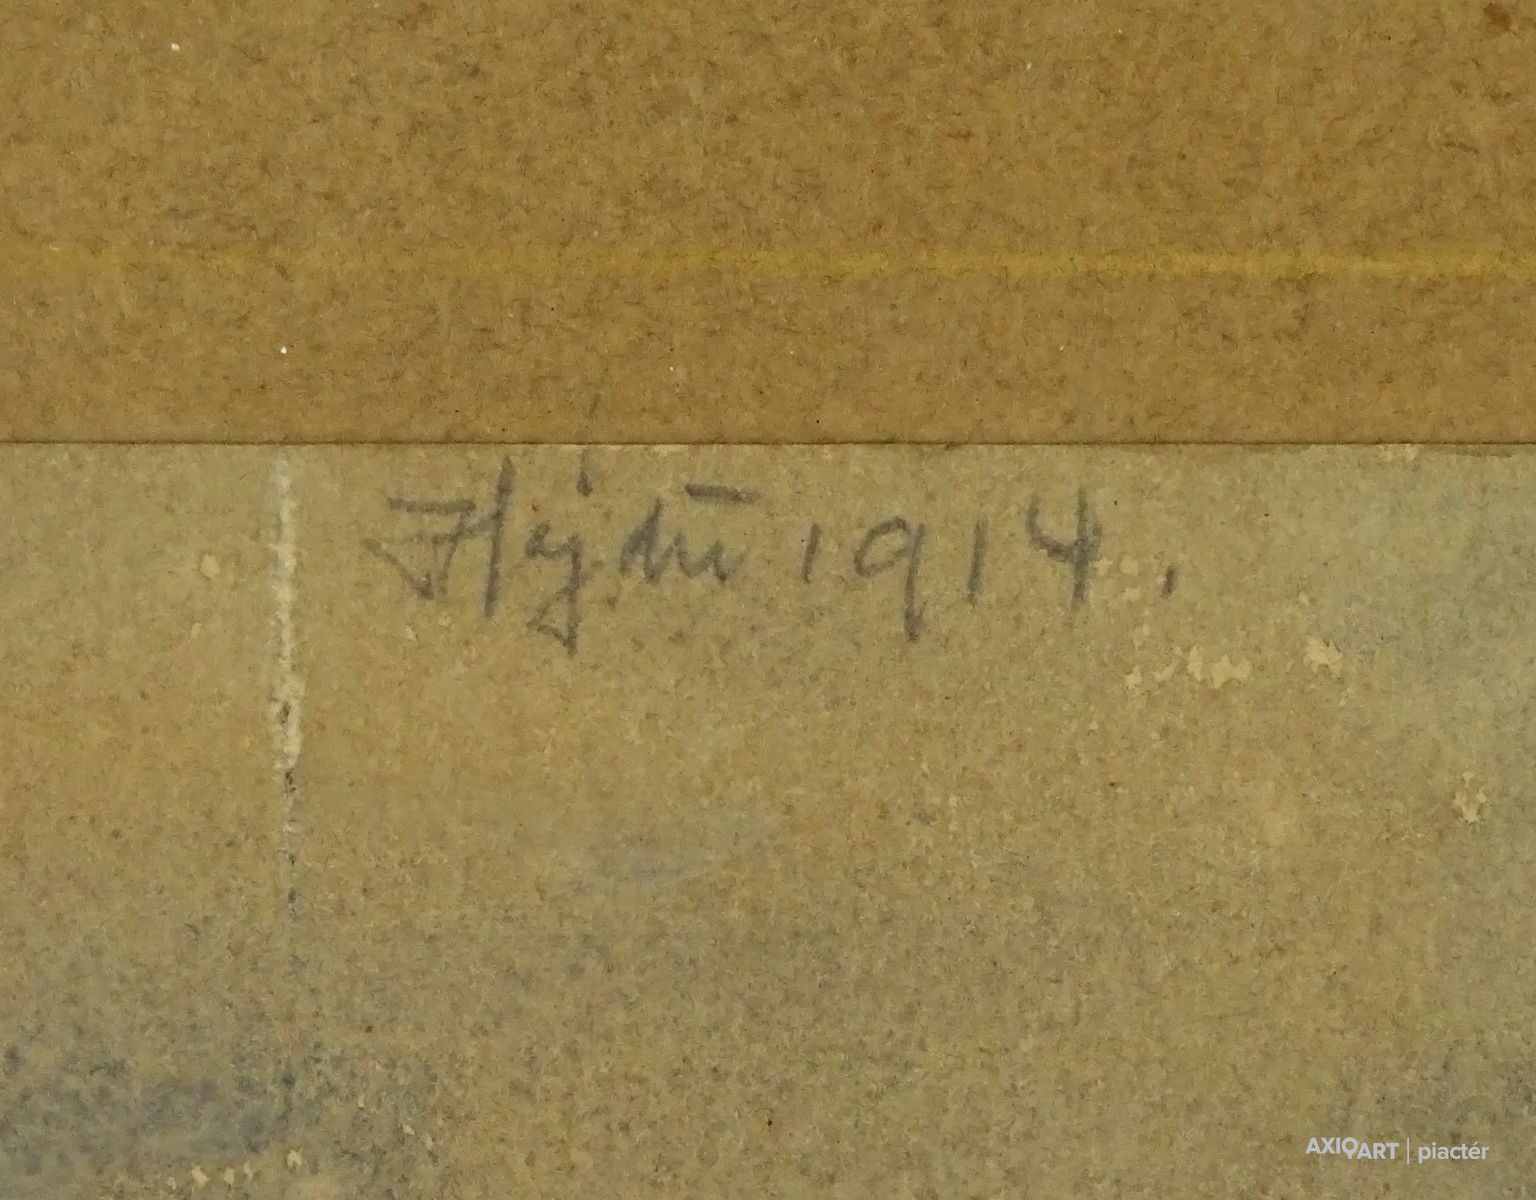 Hajdu 1914.
AXIOART | piactér